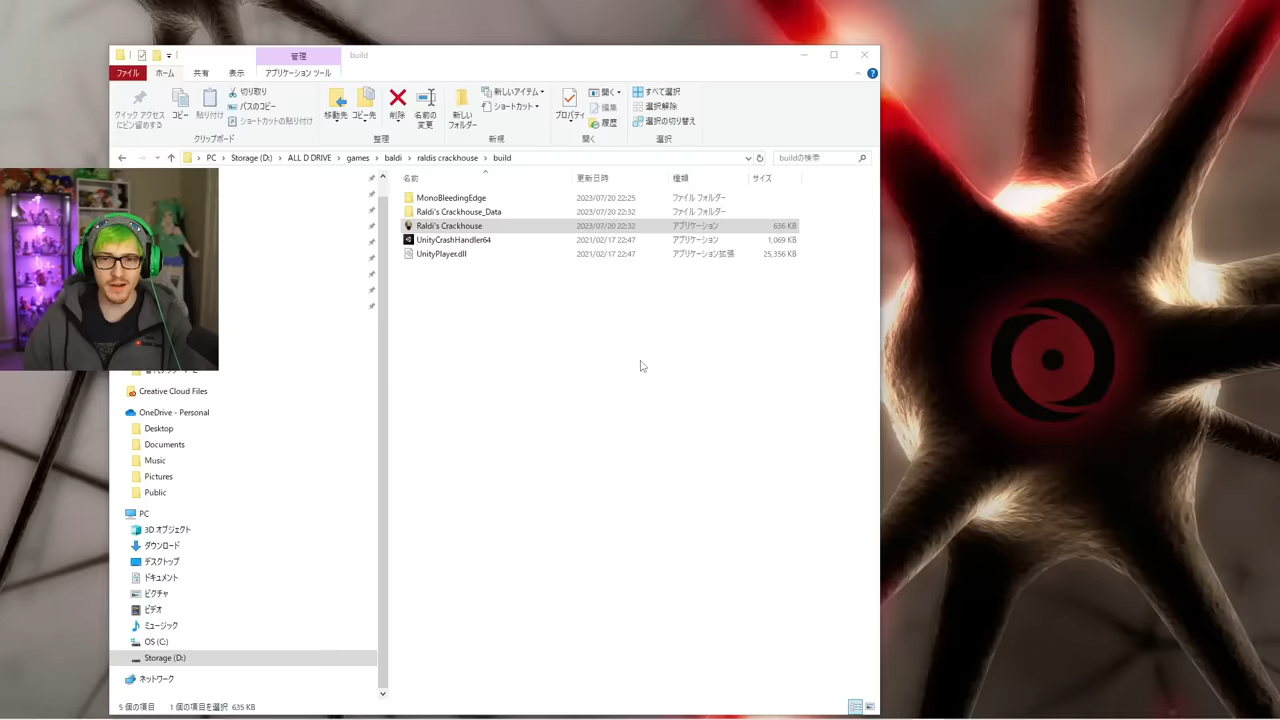 管理
build
ファイル
ホーム
共有
表示
アプリケーション ツール
クイック アクセス
にピン留めする
コピー
貼り付け
切り取り
パスのコピー
ショートカットの貼り付け
クリップボード
移動先
コピー先
削除
名前の
変更
整理
新しい
フォルダー
新しいアイテム
ショートカット
新規
プロパティ
開く
編集
履歴
開く
すべて選択
選択解除
選択の切り替え
選択
PC › Storage (D:) › ALL D DRIVE › games › baldi › raldis crackhouse › build
buildの検索
名前 更新日時 種類 サイズ
MonoBleedingEdge 2023/07/20 22:25 ファイル フォルダー
Raldi's Crackhouse_Data 2023/07/20 22:32 ファイル フォルダー
Raldi's Crackhouse 2023/07/20 22:32 アプリケーション 636 KB
UnityCrashHandler64 2021/02/17 22:47 アプリケーション 1,069 KB
UnityPlayer.dll 2021/02/17 22:47 アプリケーション拡張 25,356 KB
Creative Cloud Files
OneDrive - Personal
Desktop
Documents
Music
Pictures
Public
PC
3D オブジェクト
ダウンロード
デスクトップ
ドキュメント
ピクチャ
ビデオ
ミュージック
OS (C:)
Storage (D:)
ネットワーク
5 個の項目 1 個の項目を選択 635 KB